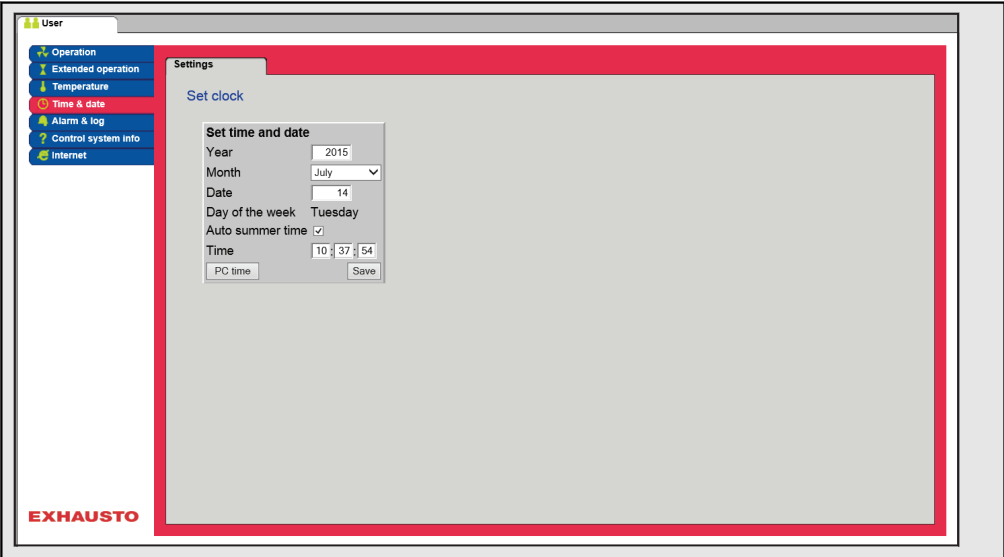 User
Operation
Extended operation
Temperature
Time & date
Alarm & log
Control system info
Internet
Settings
Set clock
Set time and date
Year 2015
Month July
Date 14
Day of the week Tuesday
Auto summer time
Time 10 : 37 : 54
PC time Save
EXHAUSTO